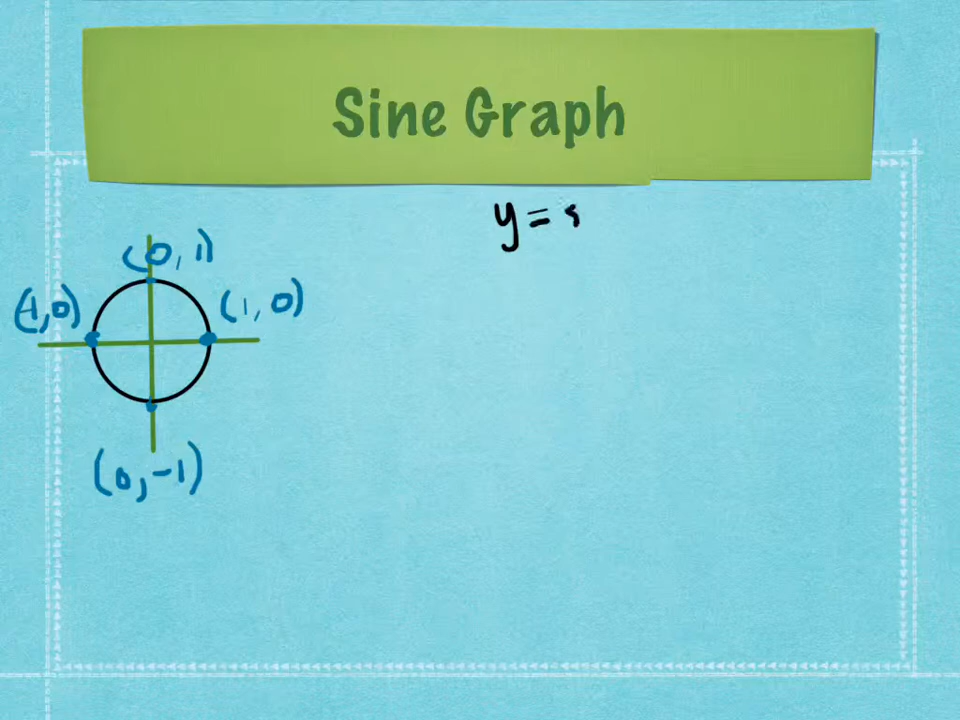 Sine Graph
y = s
(0, 1)
(-1, 0)
(1, 0)
(0, -1)